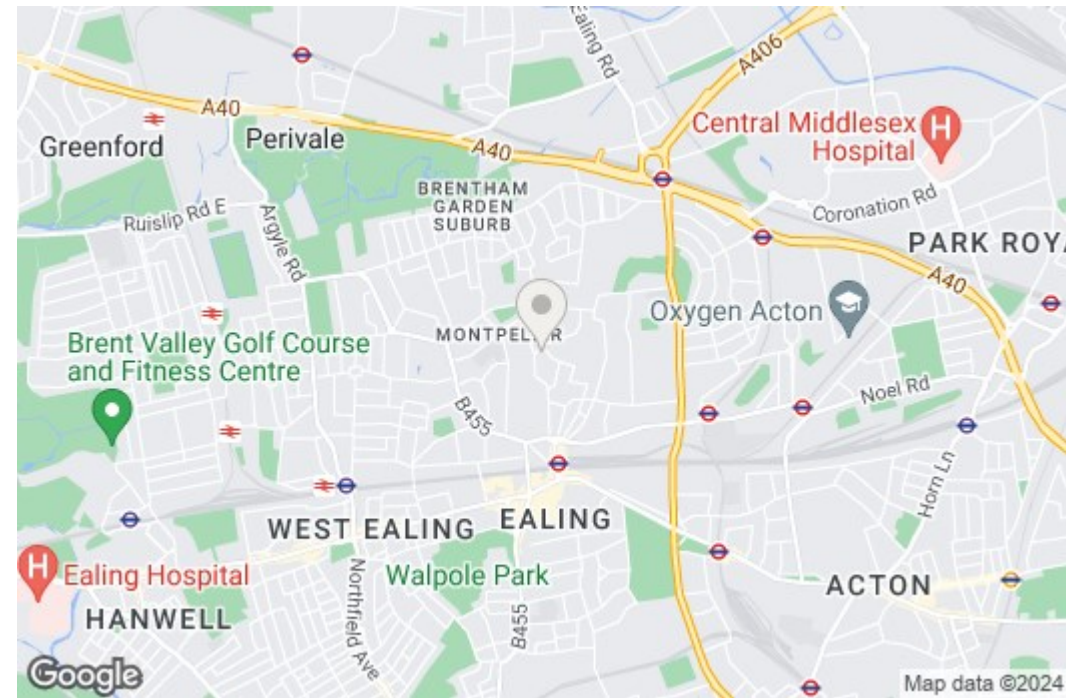 Ealing Rd
A406
A40
Central Middlesex
Hospital
H
Greenford
Perivale
A40
BRENTHAM
GARDEN
SUBURB
Coronation Rd
Ruislip Rd E
Argyle Rd
PARK ROYA
A40
Oxygen Acton
MONTPELIER
Brent Valley Golf Course
and Fitness Centre
Noel Rd
B455
Horn Ln
WEST EALING
EALING
H
Ealing Hospital
Walpole Park
ACTON
HANWELL
Northfield Ave
B455
Google
Map data ©2024